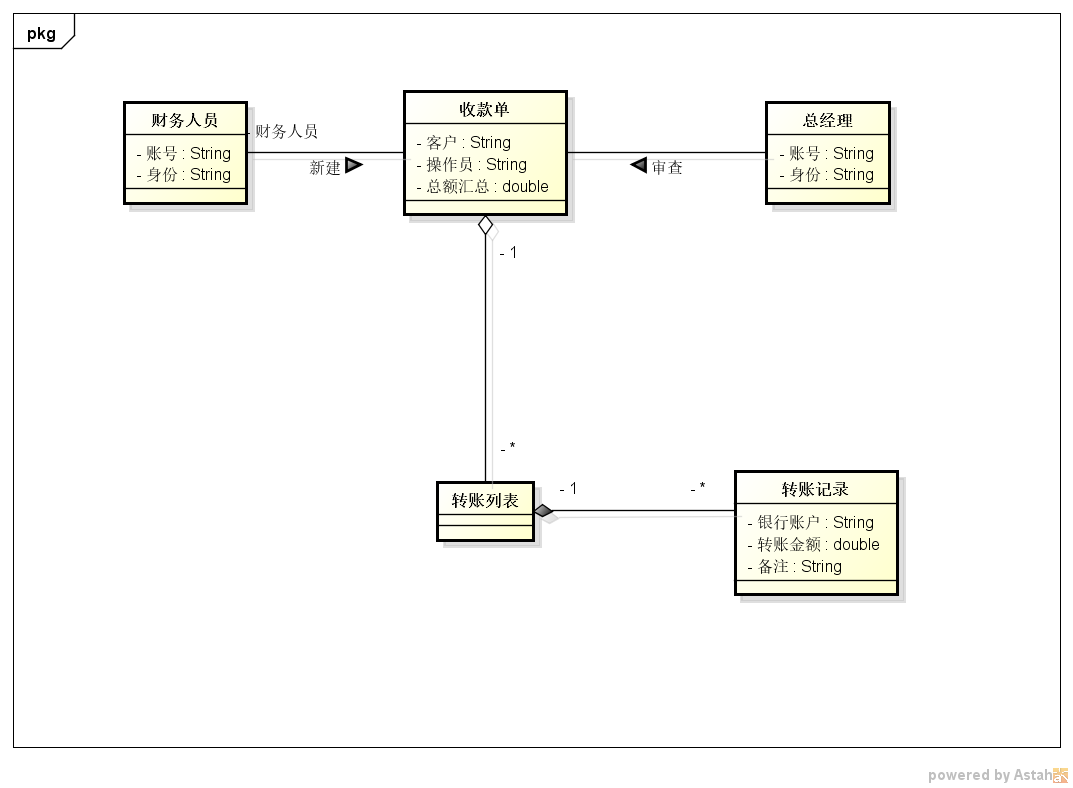 pkg
财务人员
- 账号 : String
- 身份 : String
- 财务人员
新建
收款单
- 客户 : String
- 操作员 : String
- 总额汇总 : double
审查
总经理
- 账号 : String
- 身份 : String
- 1
- *
转账列表
- 1
- *
转账记录
- 银行账户 : String
- 转账金额 : double
- 备注 : String
powered by Astah